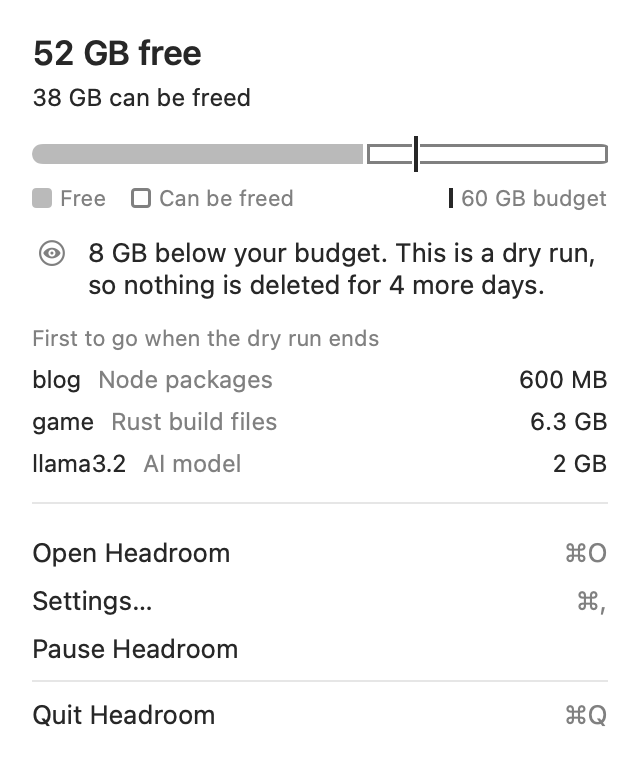 52 GB free
38 GB can be freed
Free Can be freed 60 GB budget
8 GB below your budget. This is a dry run,
so nothing is deleted for 4 more days.
First to go when the dry run ends
blog Node packages 600 MB
game Rust build files 6.3 GB
llama3.2 AI model 2 GB
Open Headroom ⌘O
Settings... ⌘,
Pause Headroom
Quit Headroom ⌘Q